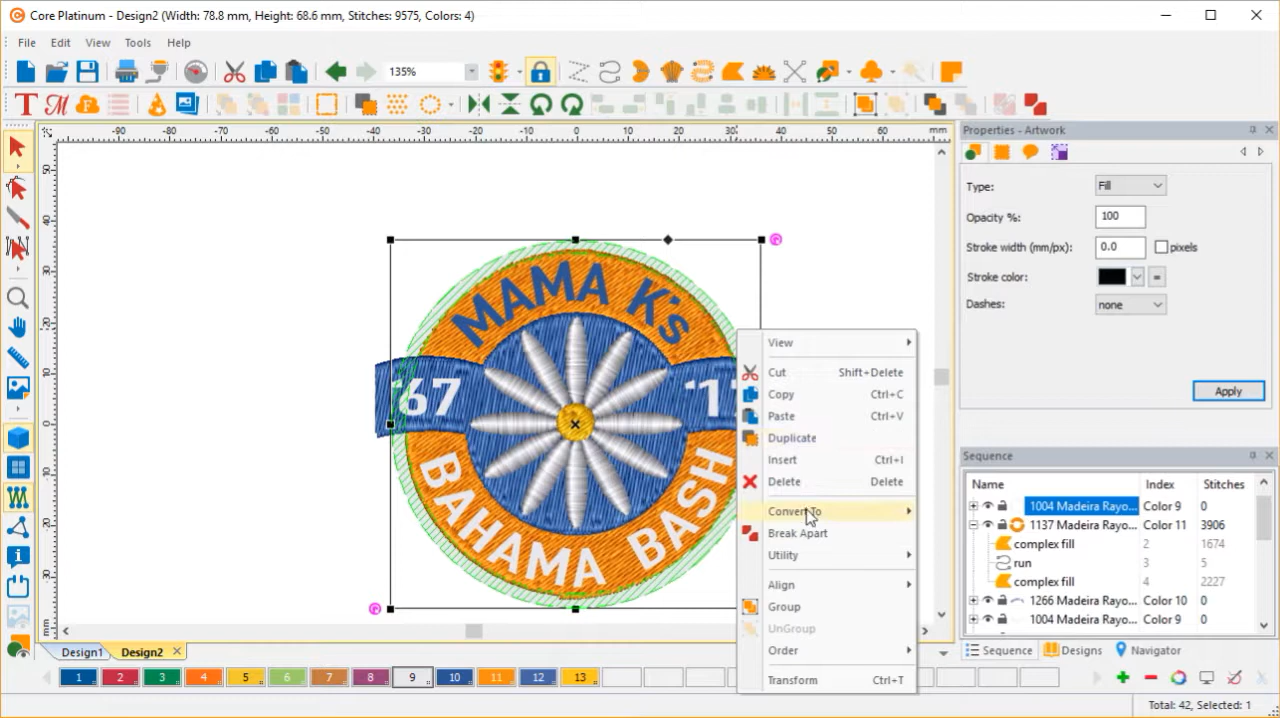 Core Platinum - Design2 (Width: 78.8 mm, Height: 68.6 mm, Stitches: 9575, Colors: 4)
File Edit View Tools Help
135%
T M F
-90 -80 -70 -60 -50 -40 -30 -20 -10 0 10 20 30 40 50 60 mm
MAMA K's
'67
BAHAMA BASH
View
Cut Shift+Delete
Copy Ctrl+C
Paste Ctrl+V
Duplicate
Insert Ctrl+I
Delete Delete
Convert To
Break Apart
Utility
Align
Group
UnGroup
Order
Transform Ctrl+T
Properties - Artwork
Type: Fill
Opacity %: 100
Stroke width (mm/px): 0.0 pixels
Stroke color: =
Dashes: none
Apply
Sequence
Name Index Stitches
1004 Madeira Rayo... Color 9 0
1137 Madeira Rayo... Color 11 3906
complex fill 2 1674
run 3 5
complex fill 4 2227
1266 Madeira Rayo... Color 10 0
1004 Madeira Rayo... Color 9 0
Sequence Designs Navigator
Design1 Design2
1 2 3 4 5 6 7 8 9 10 11 12 13
Total: 42, Selected: 1